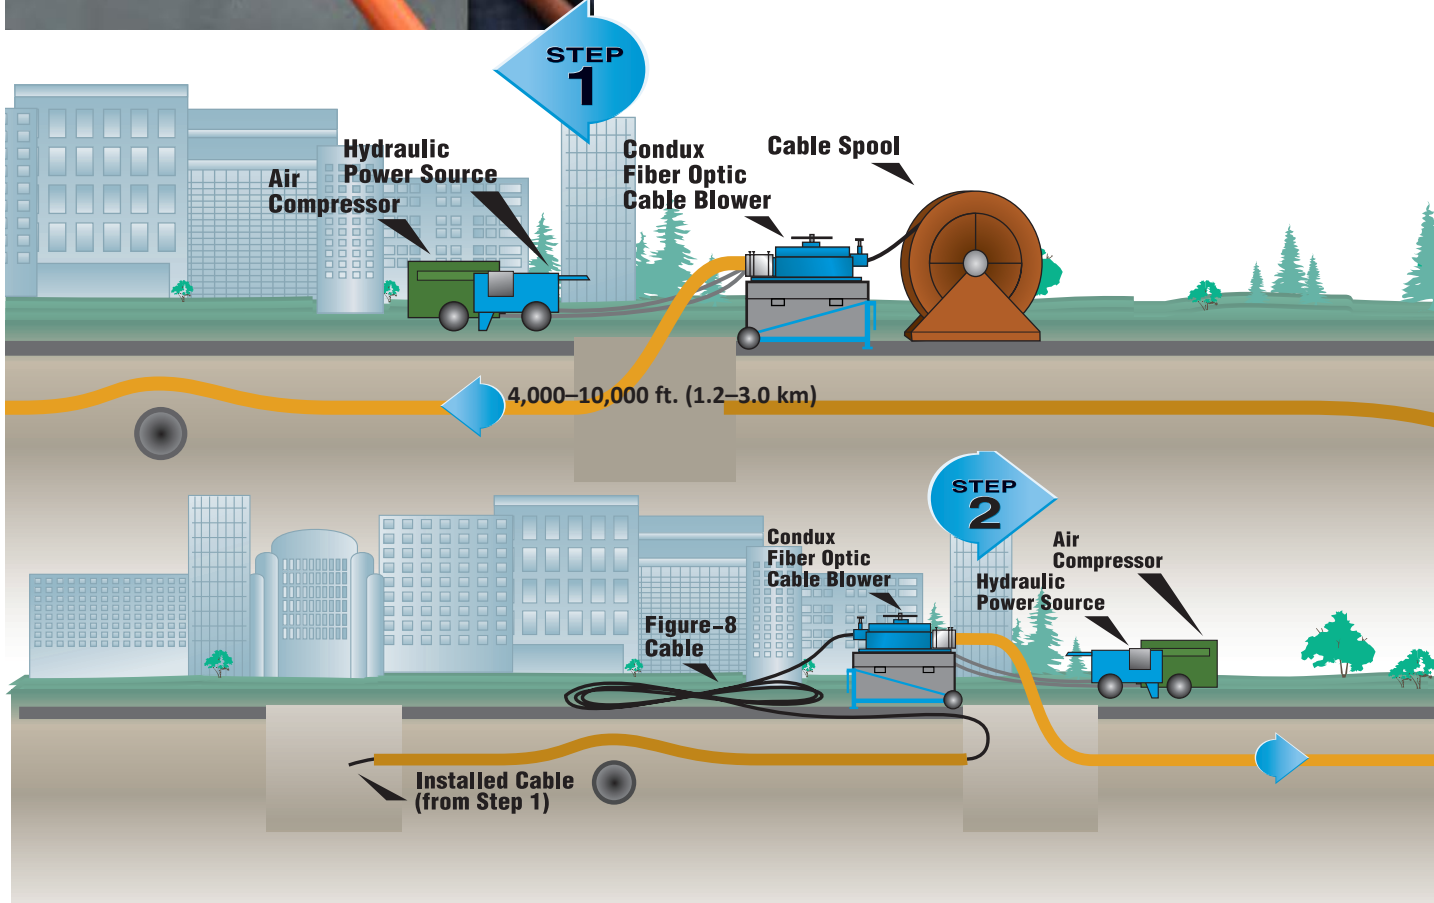 STEP
1
Hydraulic
Power Source
Air
Compressor
Condux
Fiber Optic
Cable Blower
Cable Spool
4,000–10,000 ft. (1.2–3.0 km)
STEP
2
Condux
Fiber Optic
Cable Blower
Air
Compressor
Hydraulic
Power Source
Figure-8
Cable
Installed Cable
(from Step 1)